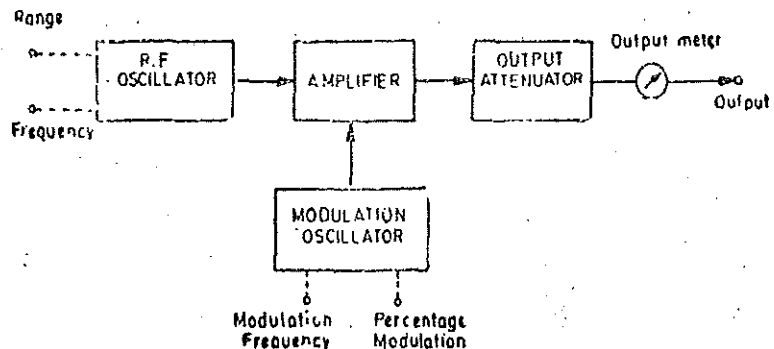 Range
R.F
OSCILLATOR
Frequency
AMPLIFIER
OUTPUT
ATTENUATOR
Output meter
Output
MODULATION
OSCILLATOR
Modulation
Frequency
Percentage
Modulation